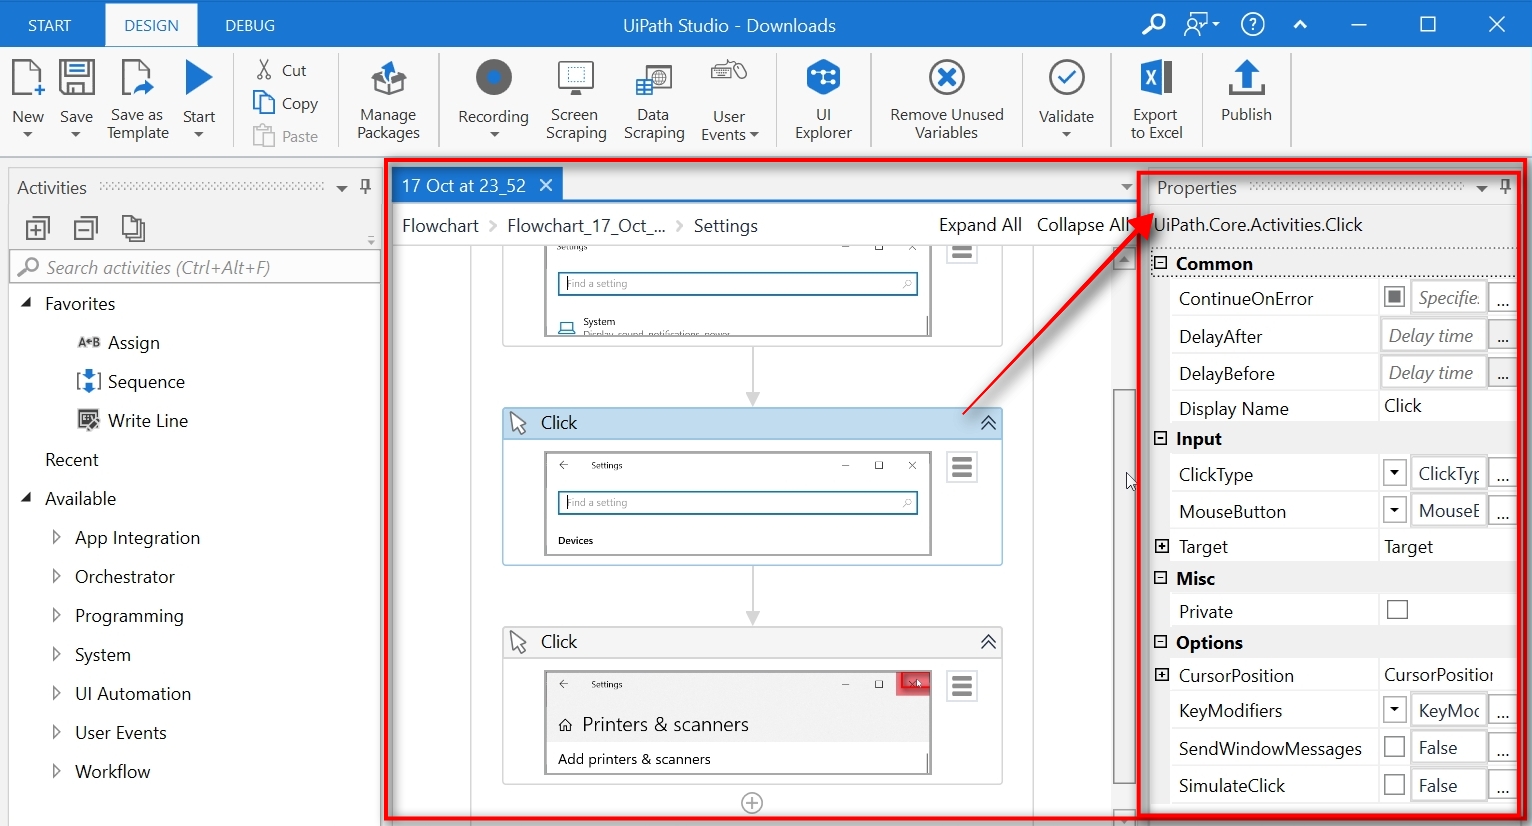 START
DESIGN
DEBUG
UiPath Studio - Downloads
New
Save
Save as
Template
Start
Cut
Copy
Paste
Manage
Packages
Recording
Screen
Scraping
Data
Scraping
User
Events
UI
Explorer
Remove Unused
Variables
Validate
Export
to Excel
Publish
Activities
Search activities (Ctrl+Alt+F)
Favorites
A←B Assign
Sequence
Write Line
Recent
Available
App Integration
Orchestrator
Programming
System
UI Automation
User Events
Workflow
17 Oct at 23_52
Flowchart > Flowchart_17_Oct_... > Settings
Expand All
Collapse All
Settings
Find a setting
System
Display, sound, notifications, power
Click
Settings
Find a setting
Devices
Click
Settings
Printers & scanners
Add printers & scanners
Properties
UiPath.Core.Activities.Click
Common
ContinueOnError Specifie. ...
DelayAfter Delay time ...
DelayBefore Delay time ...
Display Name Click
Input
ClickType ClickTyp ...
MouseButton MouseB ...
Target Target
Misc
Private
Options
CursorPosition CursorPosition
KeyModifiers KeyMod ...
SendWindowMessages False ...
SimulateClick False ...